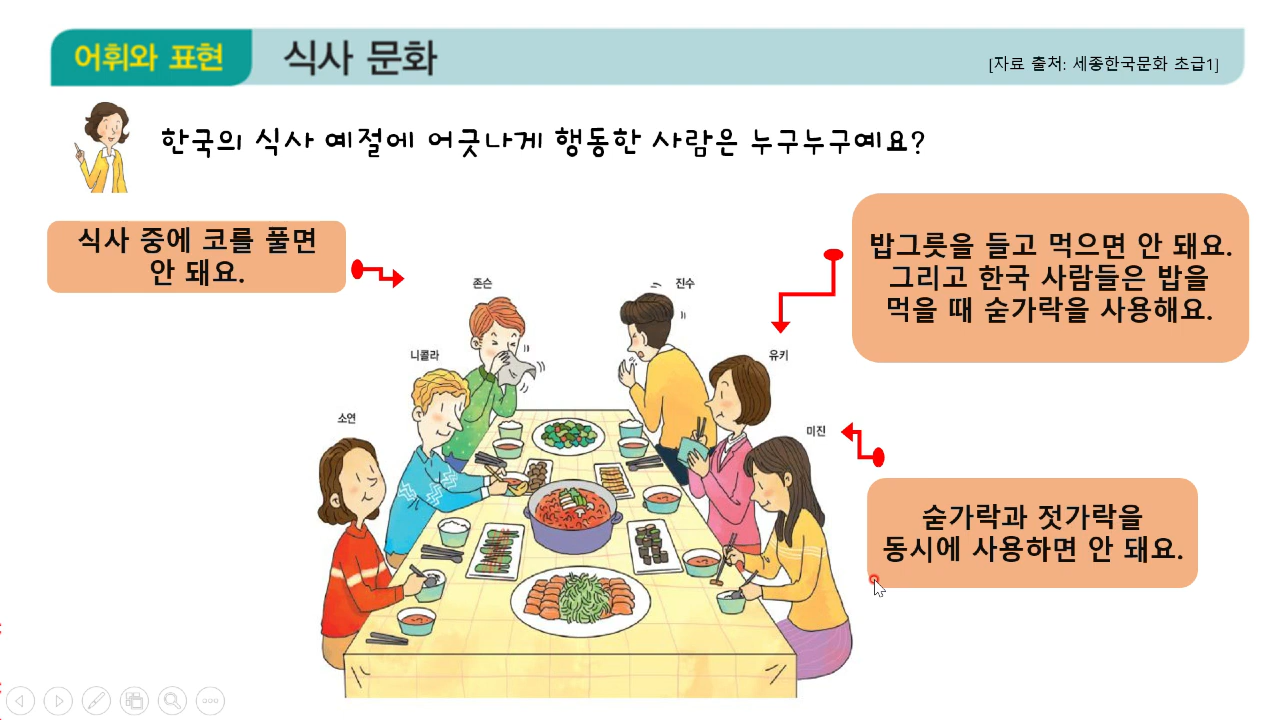 어휘와 표현
식사 문화
[자료 출처: 세종한국문화 초급1]
한국의 식사 예절에 어긋나게 행동한 사람은 누구누구예요?
식사 중에 코를 풀면
안 돼요.
밥그릇을 들고 먹으면 안 돼요.
그리고 한국 사람들은 밥을
먹을 때 숟가락을 사용해요.
존슨
진수
니콜라
유키
소연
미진
숟가락과 젓가락을
동시에 사용하면 안 돼요.